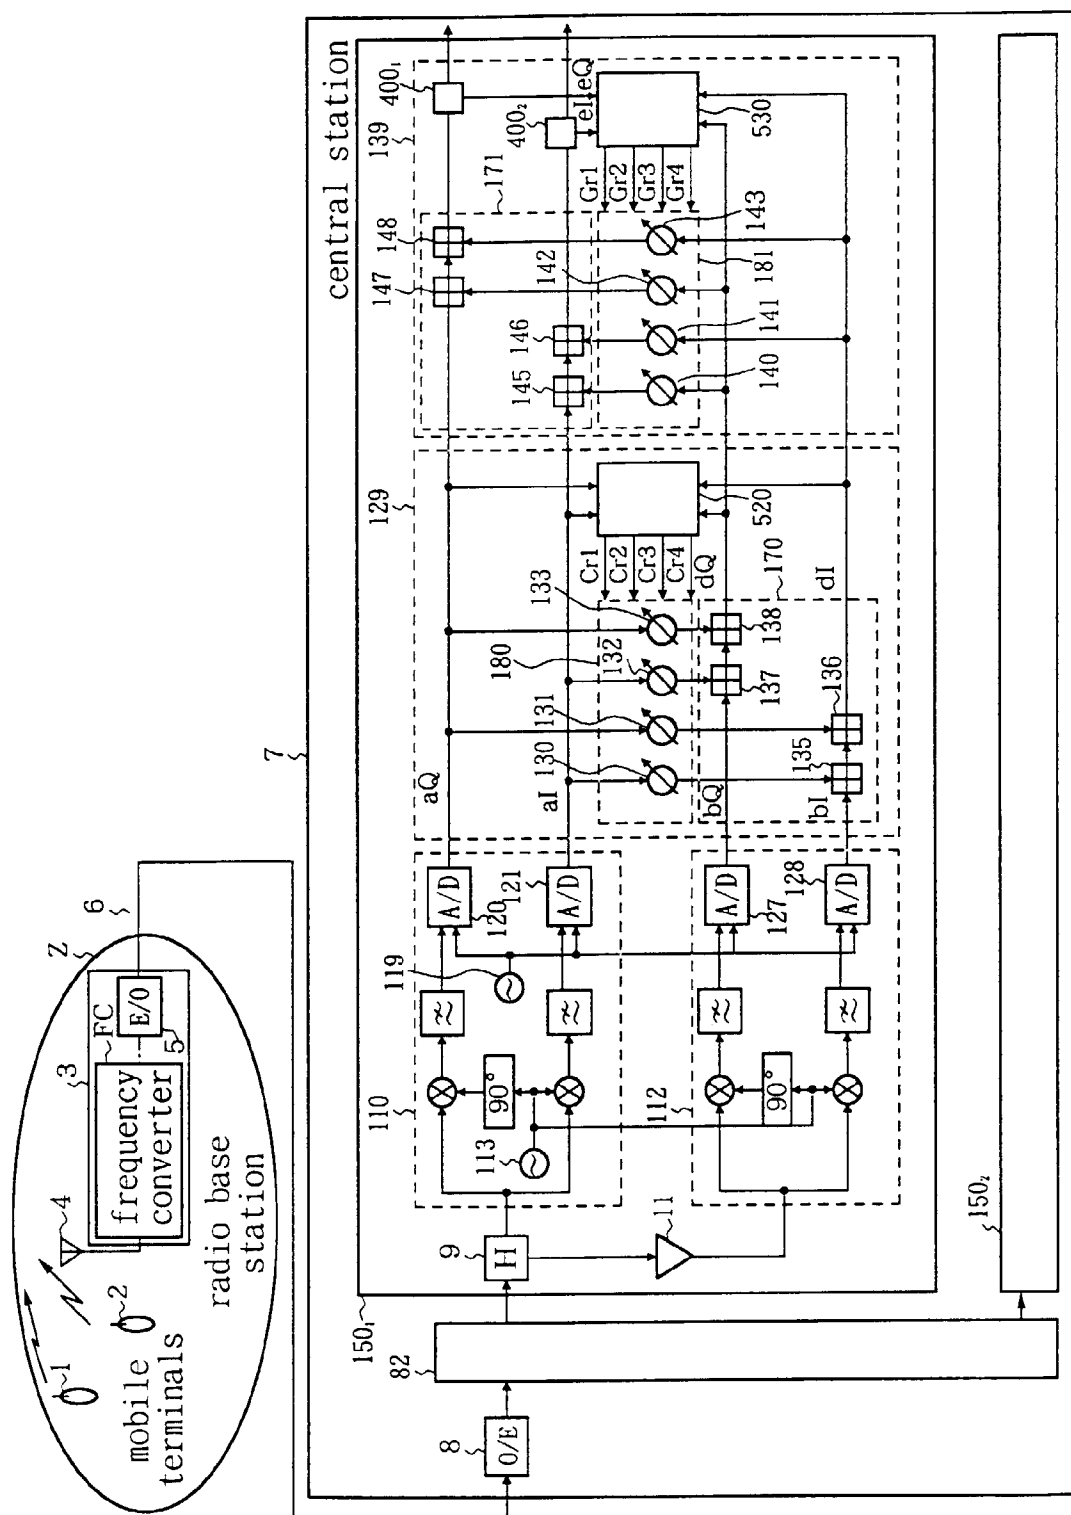 Z
6
3
FC
frequency
converter
E/O
5
4
radio base
station
1
2
mobile
terminals
7
central station
8
O/E
82
150₁
150₂
9
H
11
110
112
113
90°
90°
119
A/D
120
A/D
121
A/D
127
A/D
128
129
aQ
aI
bQ
bI
130
131
132
133
180
135
136
137
138
170
Cr1
Cr2
Cr3
Cr4
dQ
dI
520
139
171
145
146
147
148
140
141
142
143
181
Gr1
Gr2
Gr3
Gr4
530
400₁
400₂
eI
eQ